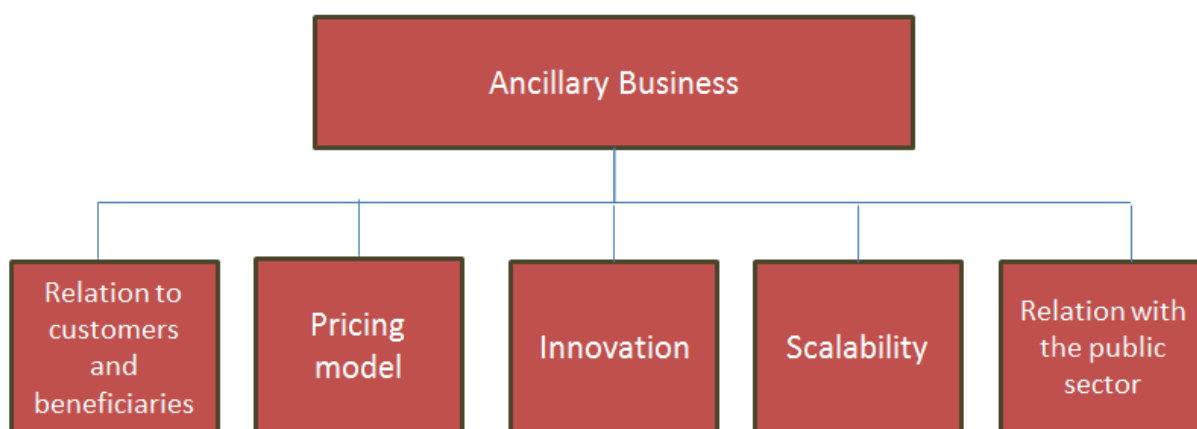 Ancillary Business
Relation to
customers
and
beneficiaries
Pricing
model
Innovation
Scalability
Relation with
the public
sector